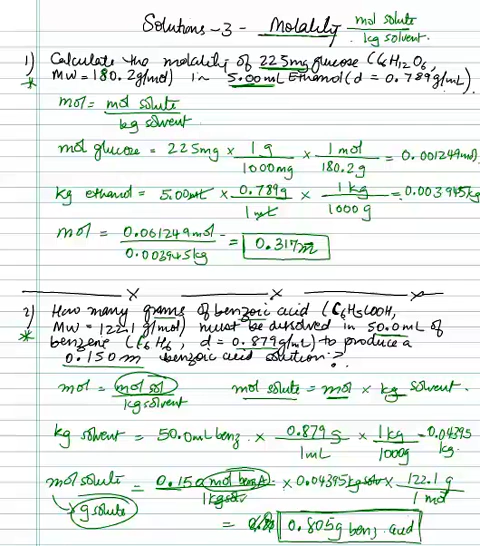 Solutions-3 - Molality mol solute
kg solvent.
1) Calculate the molality of 225mg glucose (C6H12O6,
* MW = 180.2g/mol) in 5.00mL Ethanol (d = 0.789g/mL).
mol = mol solute
kg solvent.
mol glucose = 225mg × 1g × 1mol = 0.001249mol
1000mg 180.2g
kg ethanol = 5.00mL × 0.789g × 1kg = 0.003945kg
1mL 1000g
mol = 0.001249mol = 0.317m
0.003945kg
2) How many grams of benzoic acid (C6H5COOH,
* MW = 122.1 g/mol) must be dissolved in 50.0mL of
benzene (C6H6, d = 0.879g/mL) to produce a
0.150m benzoic acid solution?
mol = mol sol mol solute = mol × kg solvent.
kg solvent
kg solvent = 50.0mL benz. × 0.879g × 1kg = 0.04395
1mL 1000g kg.
mol solute = 0.150 mol benzA × 0.04395kg solv × 122.1g
→ g solute 1kg solv 1mol
= 0.805g benz. acid